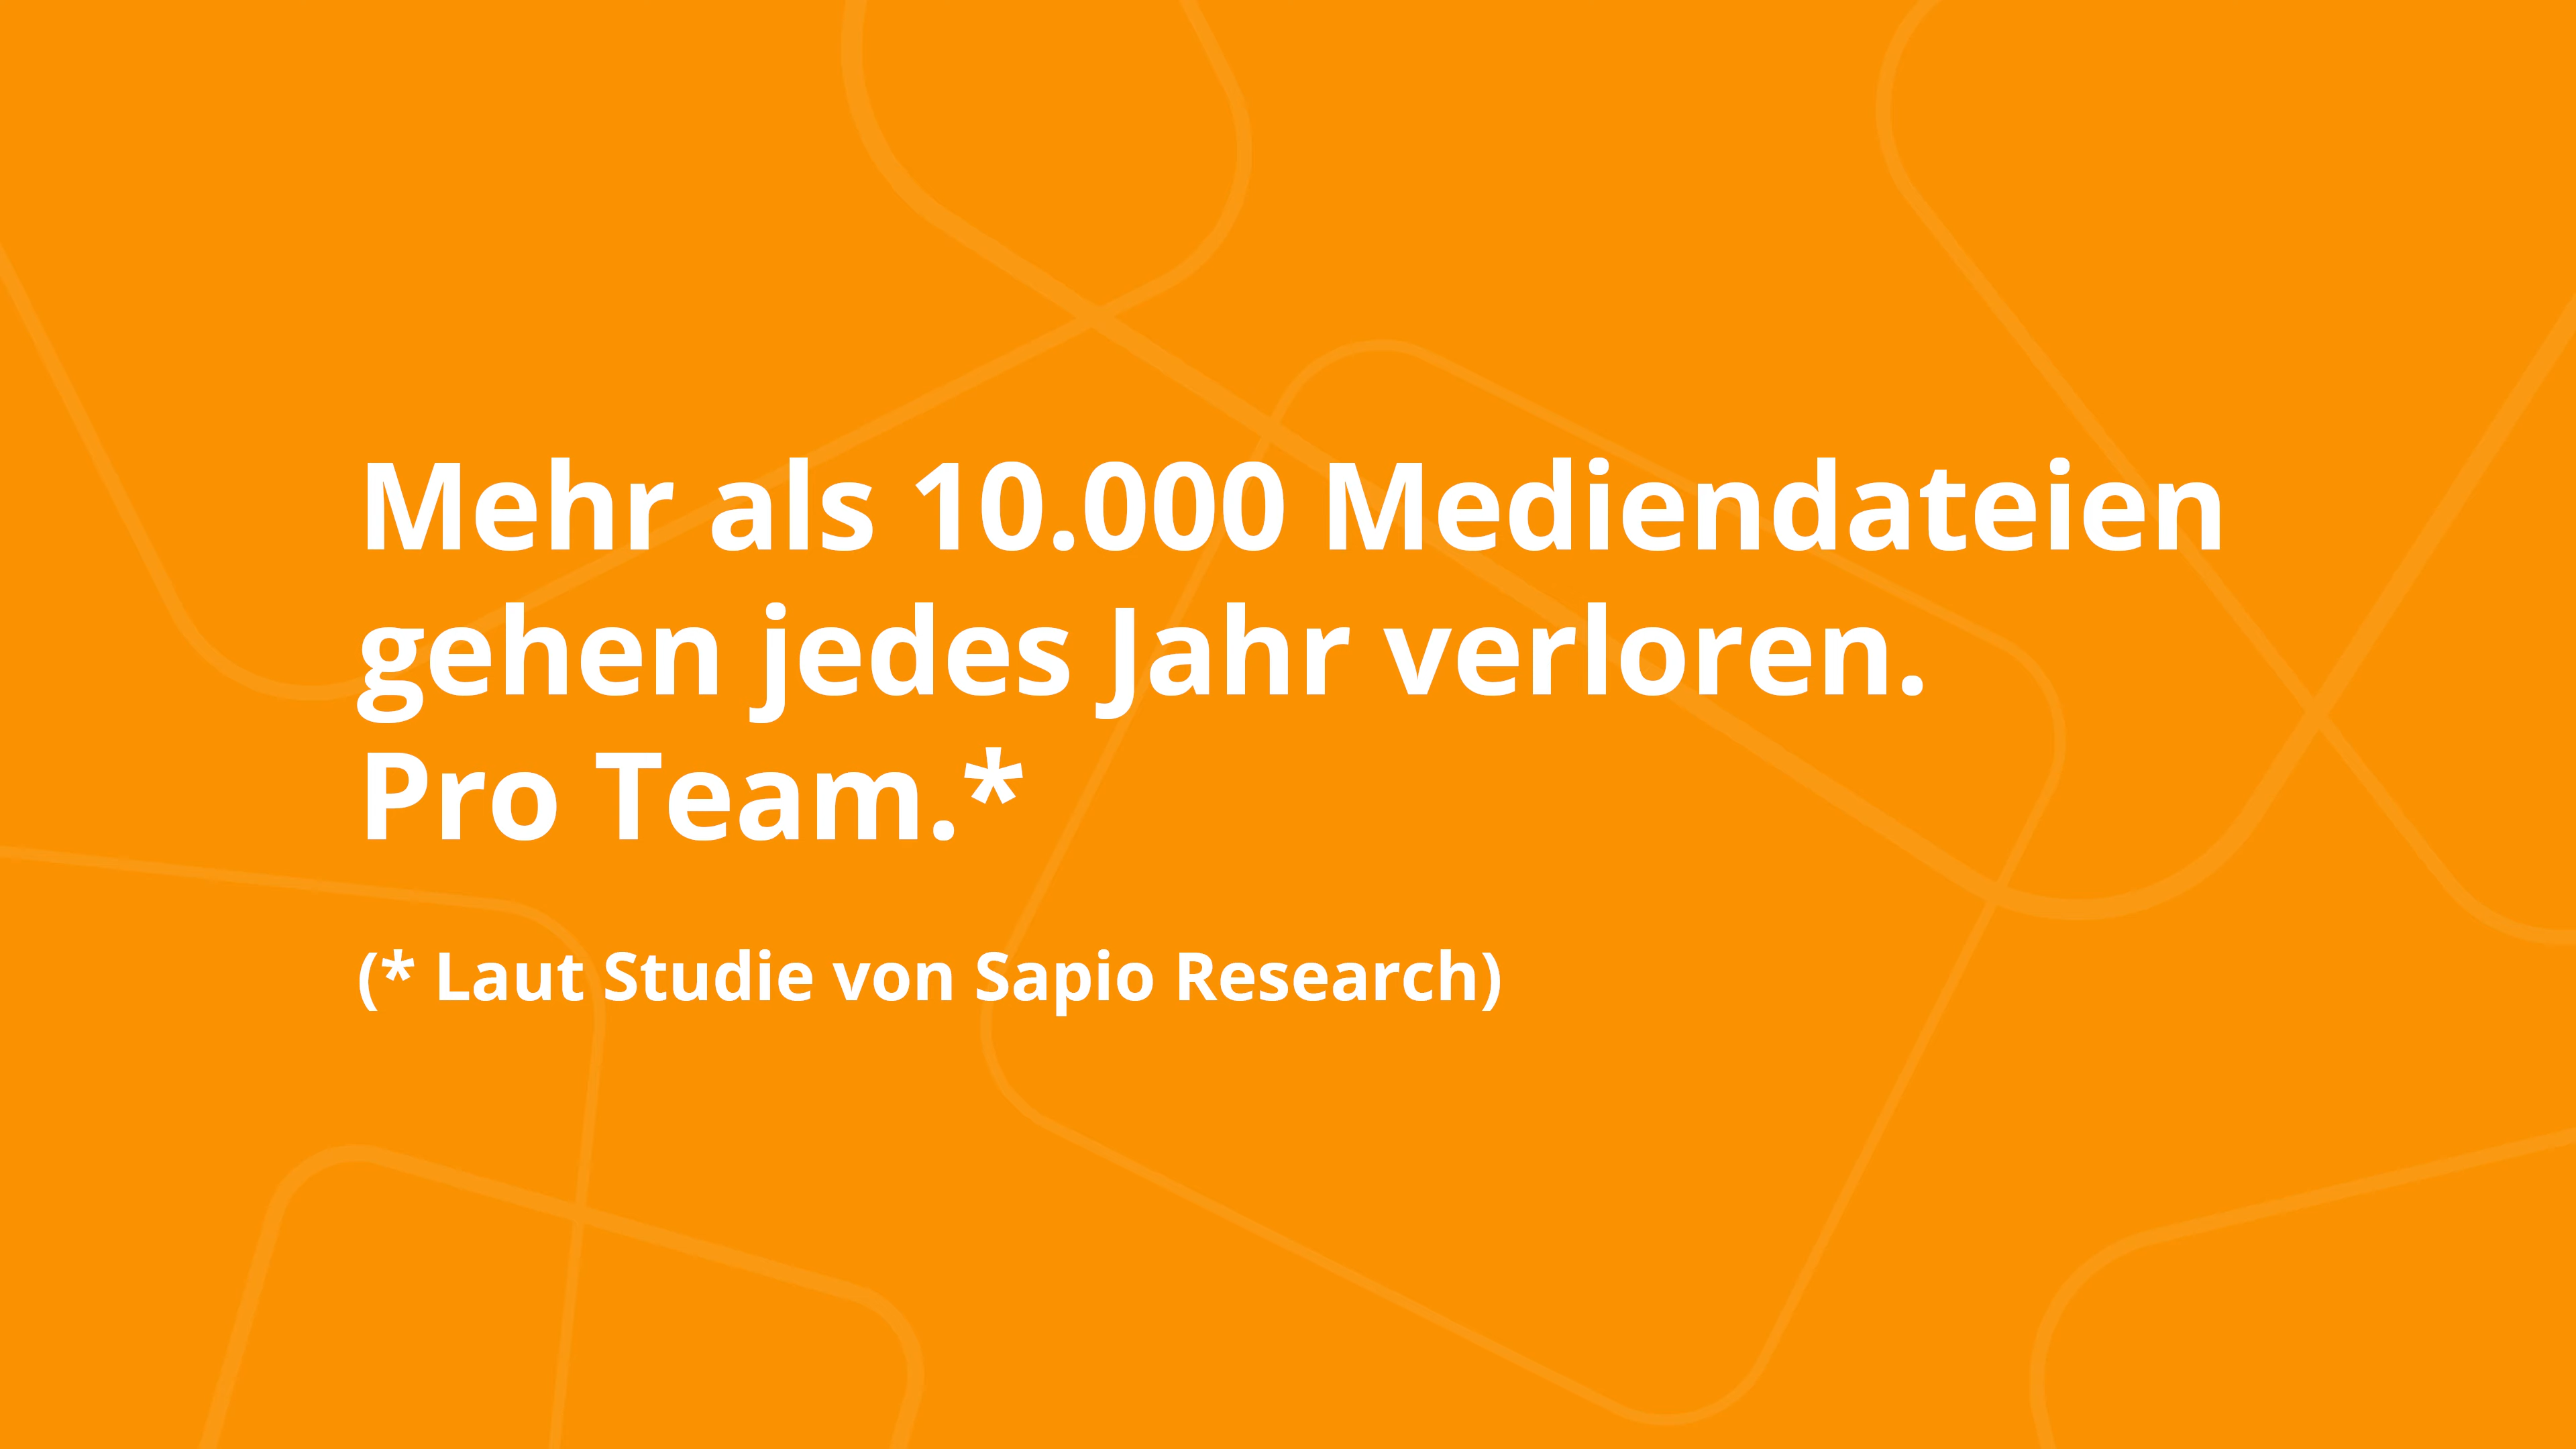 Mehr als 10.000 Mediendateien
gehen jedes Jahr verloren.
Pro Team.*
(* Laut Studie von Sapio Research)